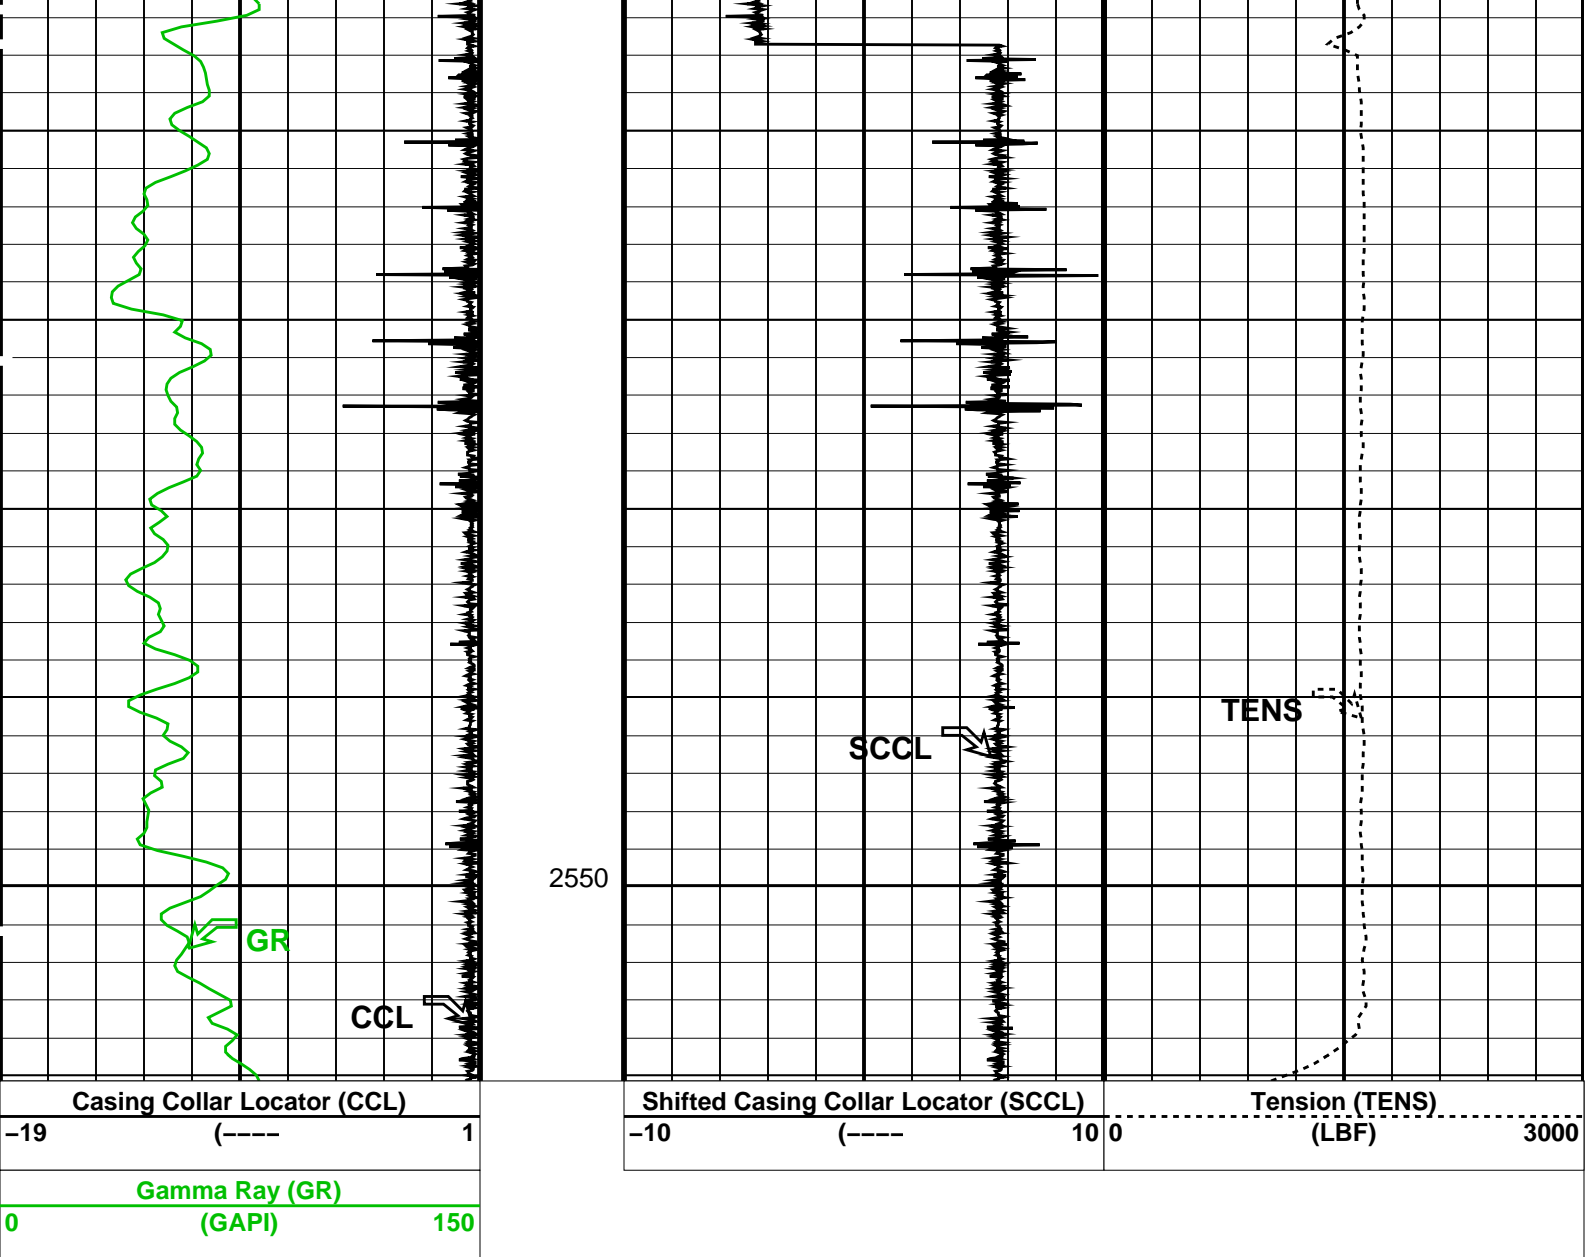 TENS
SCCL
2550
GR
CCL
Casing Collar Locator (CCL)
–19 (–––– 1
Shifted Casing Collar Locator (SCCL)
–10 (–––– 10
Tension (TENS)
0 (LBF) 3000
Gamma Ray (GR)
0 (GAPI) 150